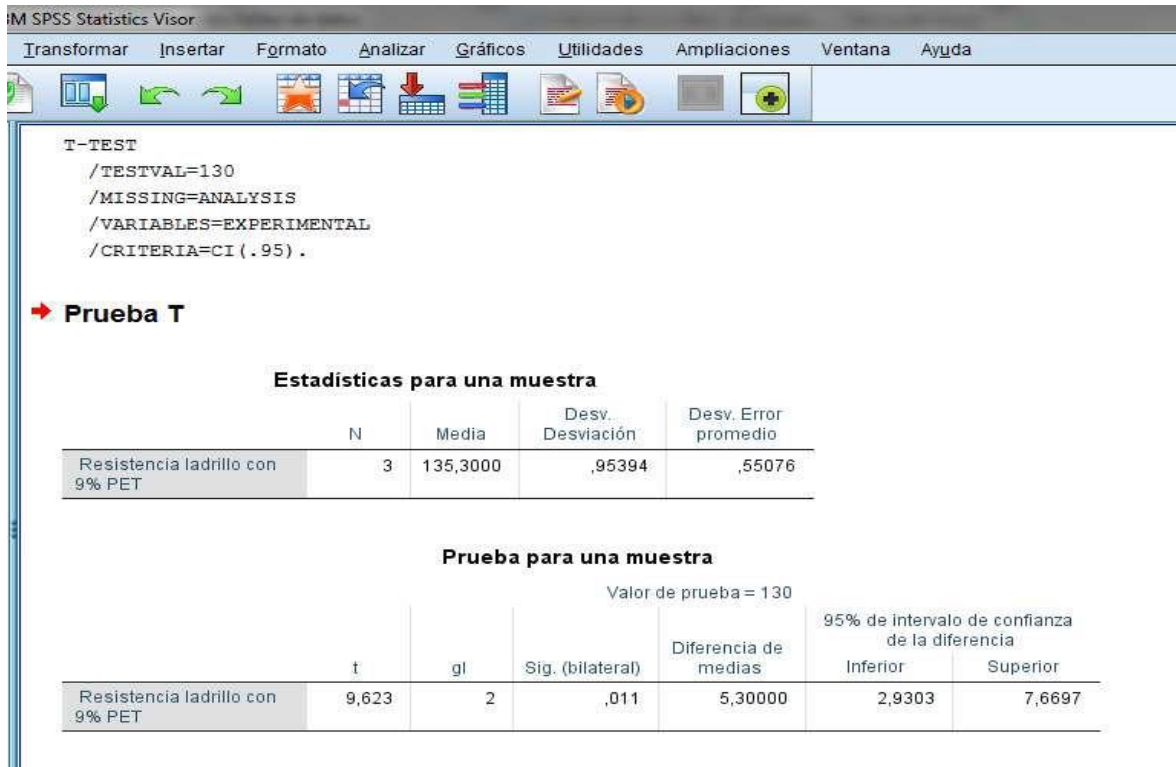 IM SPSS Statistics Visor
Transformar Insertar Formato Analizar Gráficos Utilidades Ampliaciones Ventana Ayuda
T-TEST
/TESTVAL=130
/MISSING=ANALYSIS
/VARIABLES=EXPERIMENTAL
/CRITERIA=CI(.95).
Prueba T
Estadísticas para una muestra
N Media Desv. Desviación Desv. Error promedio
Resistencia ladrillo con 9% PET 3 135,3000 ,95394 ,55076
Prueba para una muestra
Valor de prueba = 130
95% de intervalo de confianza de la diferencia
t gl Sig. (bilateral) Diferencia de medias Inferior Superior
Resistencia ladrillo con 9% PET 9,623 2 ,011 5,30000 2,9303 7,6697